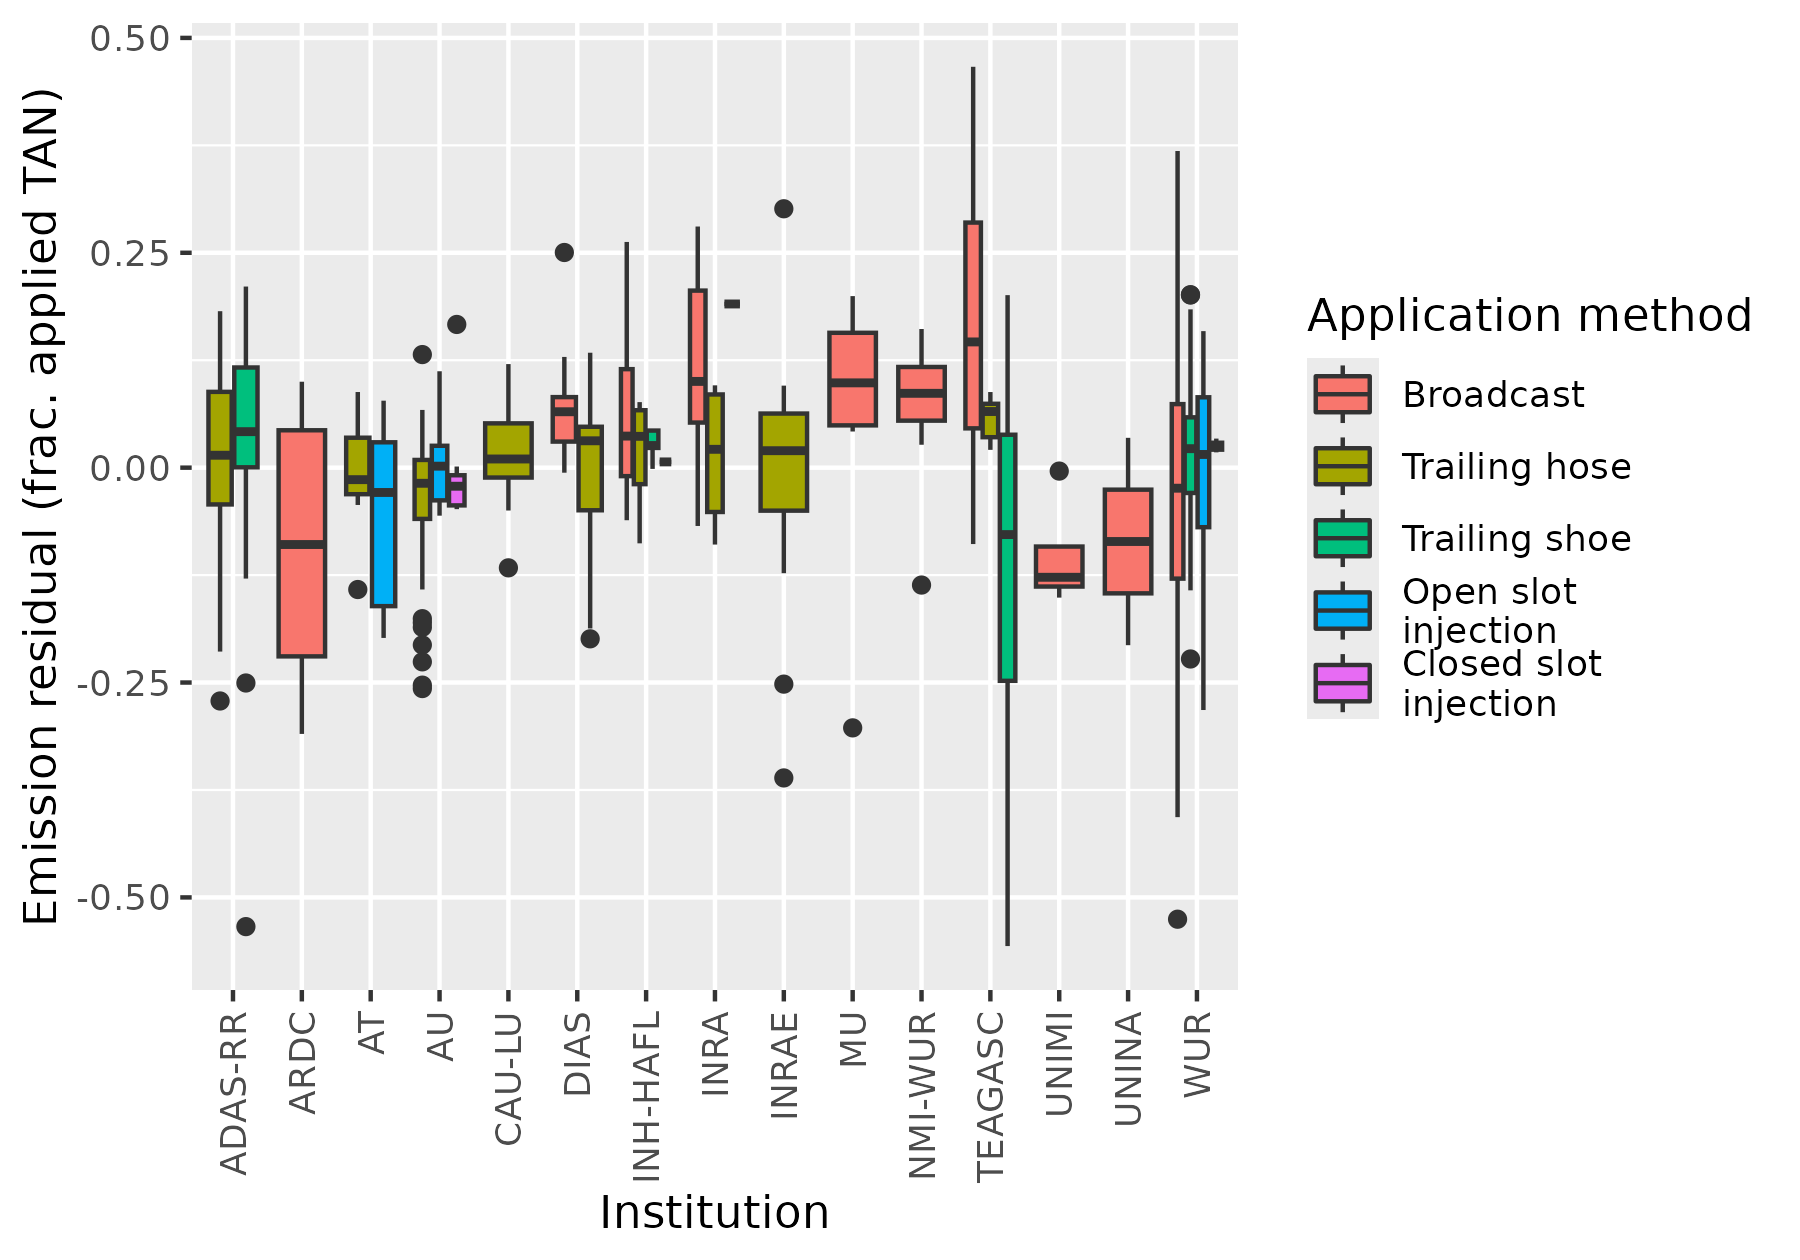 Emission residual (frac. applied TAN)
0.50
0.25
0.00
-0.25
-0.50
ADAS-RR
ARDC
AT
AU
CAU-LU
DIAS
INH-HAFL
INRA
INRAE
MU
NMI-WUR
TEAGASC
UNIMI
UNINA
WUR
Institution
Application method
Broadcast
Trailing hose
Trailing shoe
Open slot
injection
Closed slot
injection